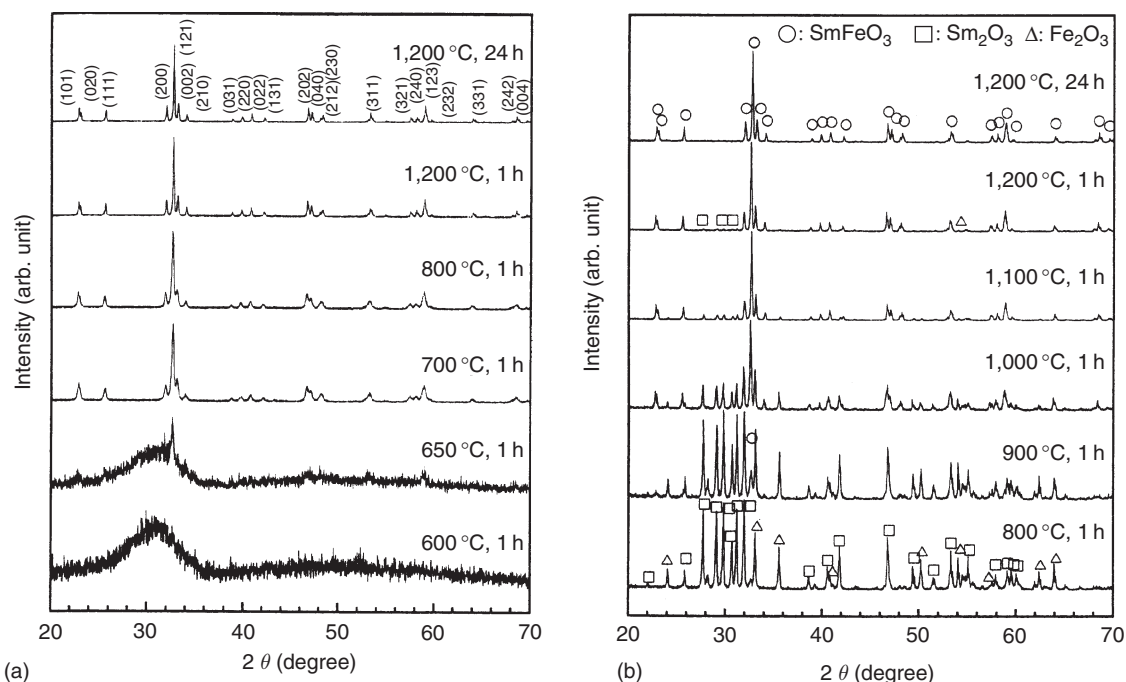 (101)
(020)
(111)
(200)
(121)
(002)
(210)
(031)
(220)
(022)
(131)
(202)
(040)
(212)(230)
(311)
(321)
(240)
(123)
(232)
(331)
(242)
(004)
1,200 °C, 24 h
1,200 °C, 1 h
800 °C, 1 h
700 °C, 1 h
650 °C, 1 h
600 °C, 1 h
Intensity (arb. unit)
20 30 40 50 60 70
2 θ (degree)
(a)
○: SmFeO₃ □: Sm₂O₃ Δ: Fe₂O₃
1,200 °C, 24 h
1,200 °C, 1 h
1,100 °C, 1 h
1,000 °C, 1 h
900 °C, 1 h
800 °C, 1 h
Intensity (arb. unit)
20 30 40 50 60 70
2 θ (degree)
(b)